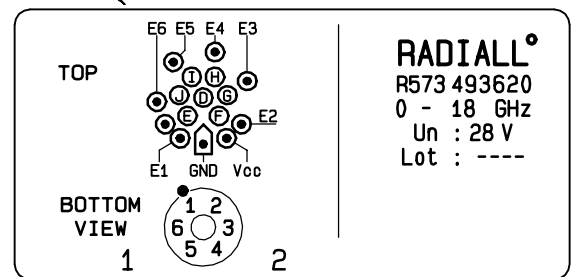 E6 E5 E4 E3
TOP
I H
J D G
E F
E2
E1 GND Vcc
BOTTOM
VIEW
1 2
6 3
5 4
1 2
RADIALL°
R573 493620
0 - 18 GHz
Un : 28 V
Lot : ----